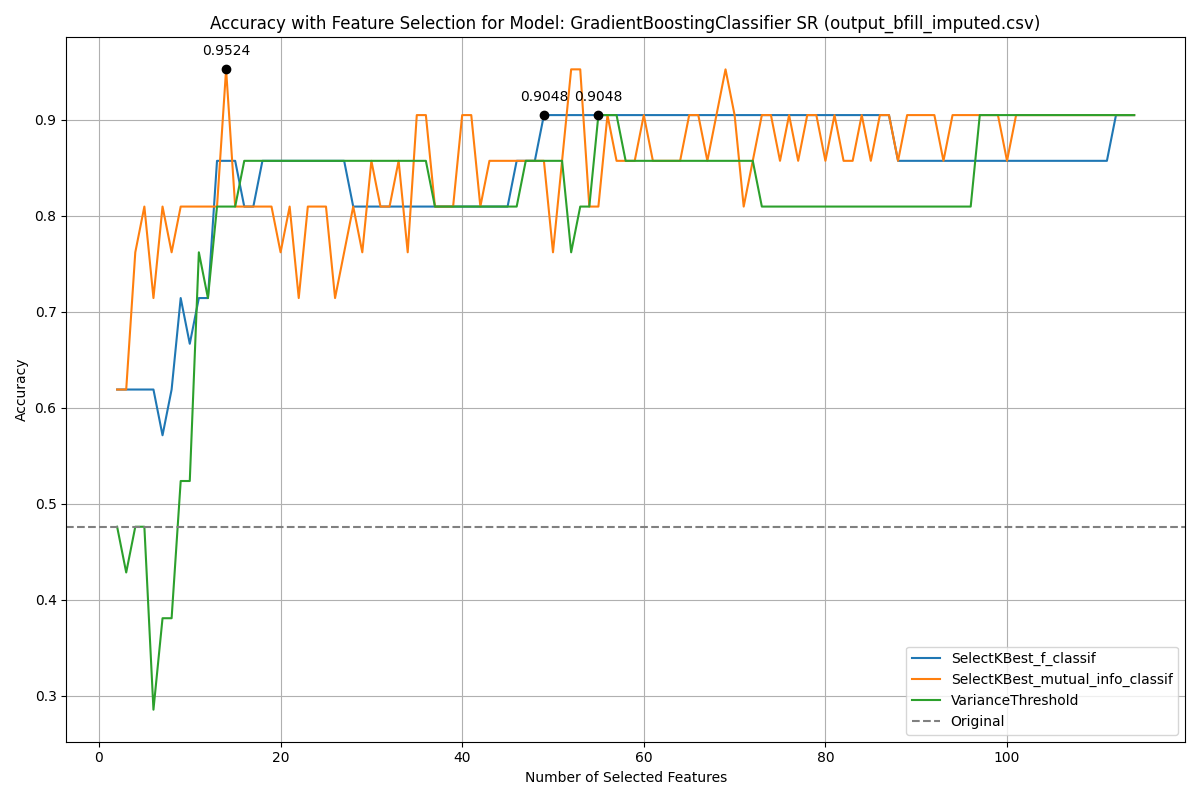 Accuracy with Feature Selection for Model: GradientBoostingClassifier SR (output_bfill_imputed.csv)
0.9524
0.9048
0.9048
0.9
0.8
0.7
0.6
0.5
0.4
0.3
Accuracy
0
20
40
60
80
100
Number of Selected Features
SelectKBest_f_classif
SelectKBest_mutual_info_classif
VarianceThreshold
Original